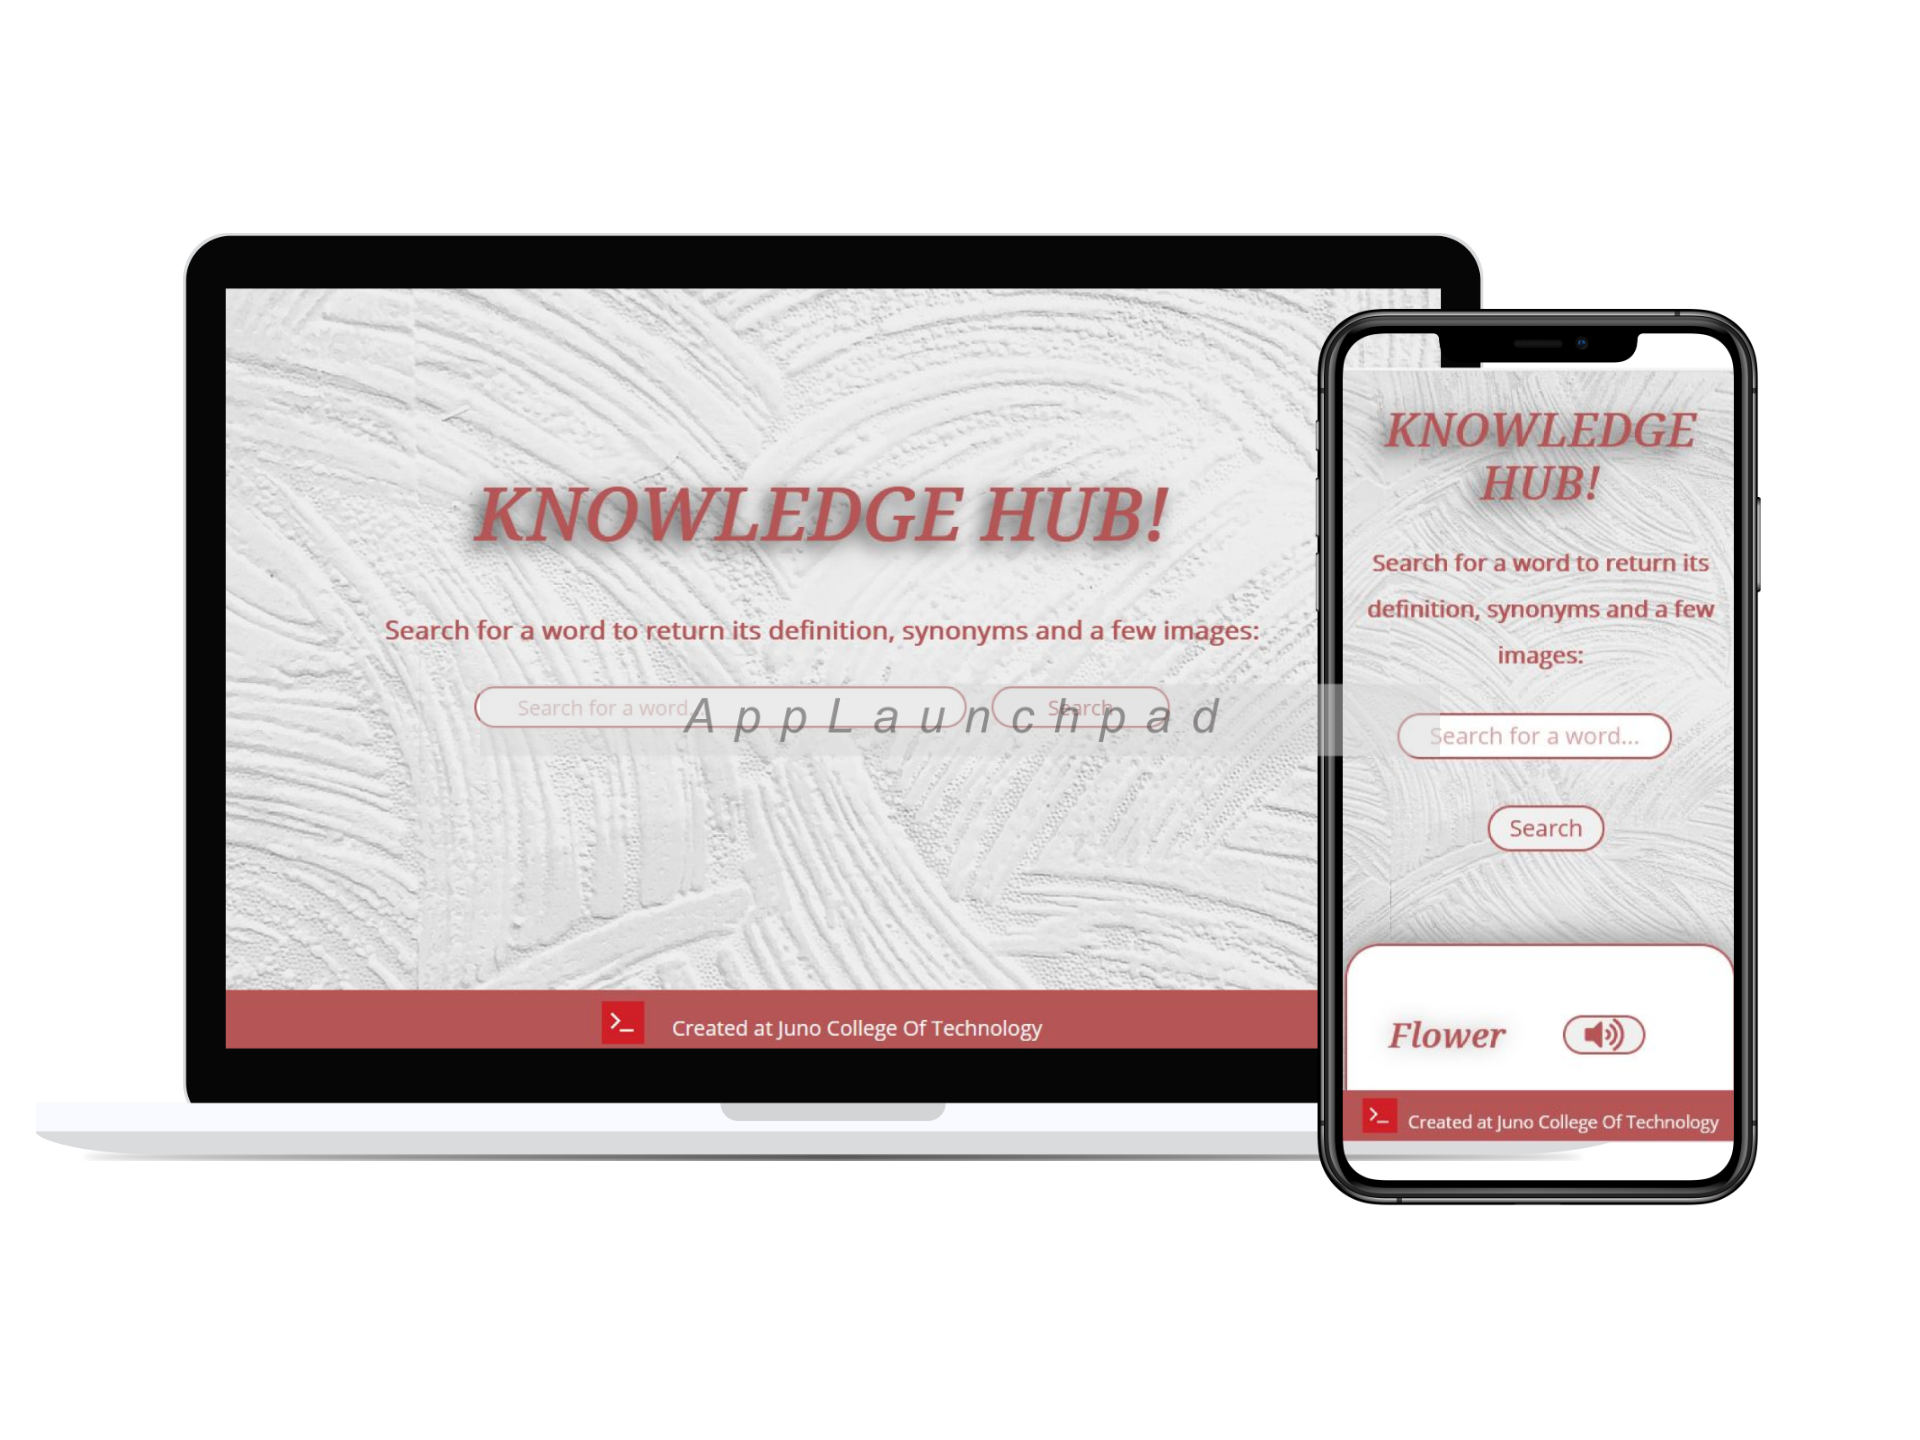 KNOWLEDGE HUB!
Search for a word to return its definition, synonyms and a few images:
Search for a word...
Search
AppLaunchpad
>_ Created at Juno College Of Technology
KNOWLEDGE
HUB!
Search for a word to return its
definition, synonyms and a few
images:
Search for a word...
Search
Flower
>_ Created at Juno College Of Technology